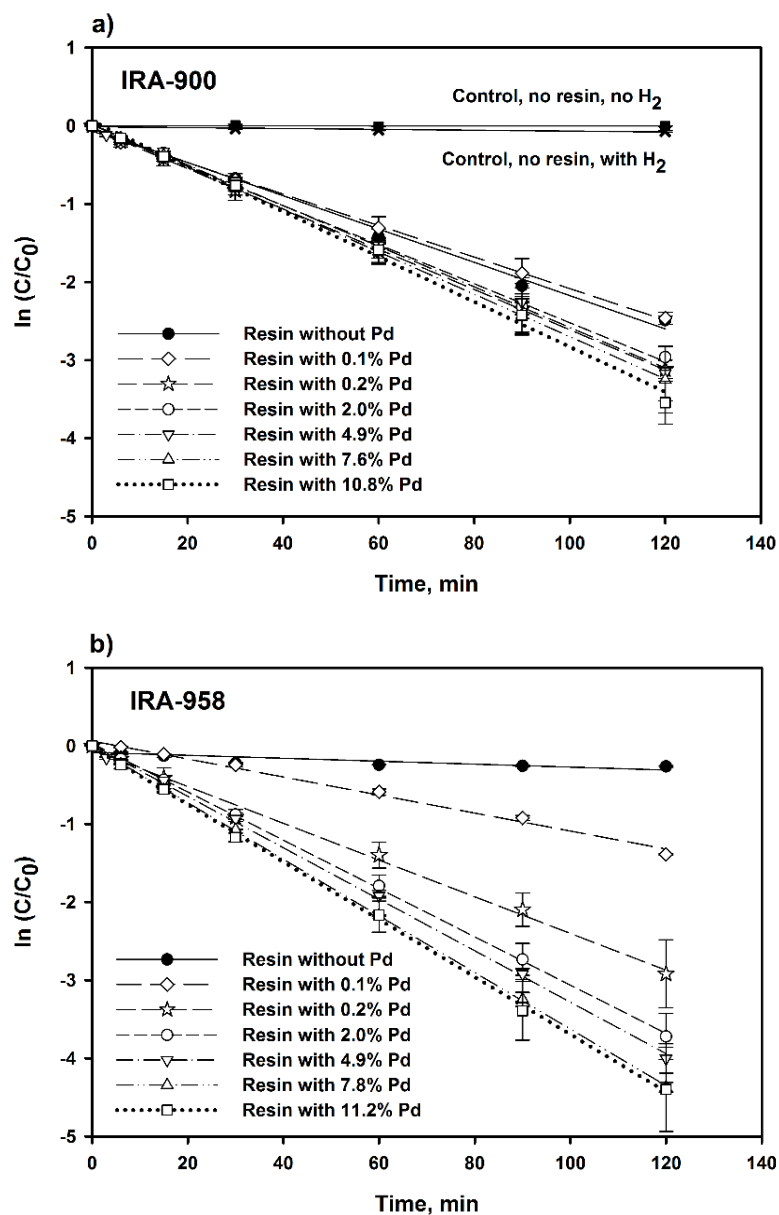 a)
1
IRA-900
Control, no resin, no H2
0
Control, no resin, with H2
-1
ln (C/C0)
-2
Resin without Pd
Resin with 0.1% Pd
-3
Resin with 0.2% Pd
Resin with 2.0% Pd
Resin with 4.9% Pd
-4
Resin with 7.6% Pd
Resin with 10.8% Pd
-5
0 20 40 60 80 100 120 140
Time, min
b)
1
IRA-958
0
-1
ln (C/C0)
-2
Resin without Pd
Resin with 0.1% Pd
-3
Resin with 0.2% Pd
Resin with 2.0% Pd
Resin with 4.9% Pd
-4
Resin with 7.8% Pd
Resin with 11.2% Pd
-5
0 20 40 60 80 100 120 140
Time, min